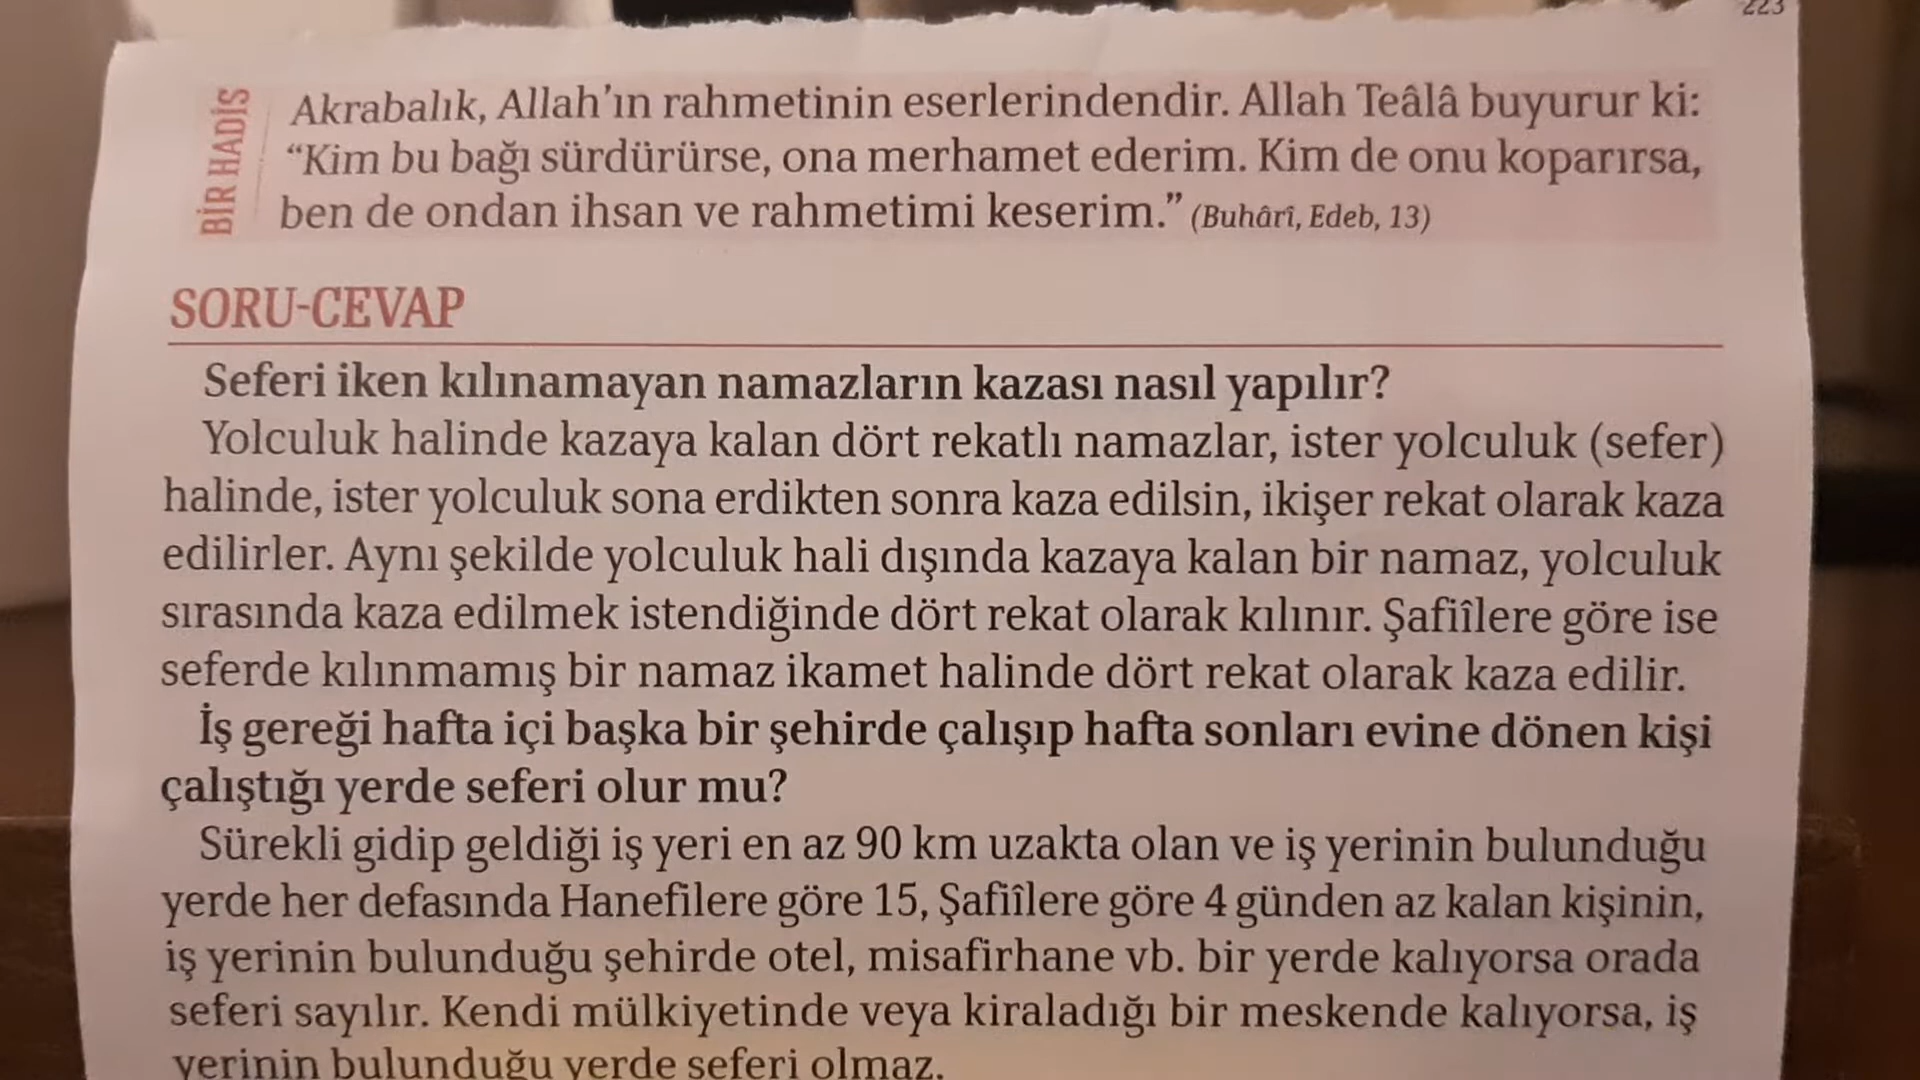 223
BİR HADİS
Akrabalık, Allah’ın rahmetinin eserlerindendir. Allah Teâlâ buyurur ki:
“Kim bu bağı sürdürürse, ona merhamet ederim. Kim de onu koparırsa,
ben de ondan ihsan ve rahmetimi keserim.” (Buhârî, Edeb, 13)
SORU-CEVAP
Seferi iken kılınamayan namazların kazası nasıl yapılır?
Yolculuk halinde kazaya kalan dört rekatlı namazlar, ister yolculuk (sefer)
halinde, ister yolculuk sona erdikten sonra kaza edilsin, ikişer rekat olarak kaza
edilirler. Aynı şekilde yolculuk hali dışında kazaya kalan bir namaz, yolculuk
sırasında kaza edilmek istendiğinde dört rekat olarak kılınır. Şafiîlere göre ise
seferde kılınmamış bir namaz ikamet halinde dört rekat olarak kaza edilir.
İş gereği hafta içi başka bir şehirde çalışıp hafta sonları evine dönen kişi
çalıştığı yerde seferi olur mu?
Sürekli gidip geldiği iş yeri en az 90 km uzakta olan ve iş yerinin bulunduğu
yerde her defasında Hanefilere göre 15, Şafiîlere göre 4 günden az kalan kişinin,
iş yerinin bulunduğu şehirde otel, misafirhane vb. bir yerde kalıyorsa orada
seferi sayılır. Kendi mülkiyetinde veya kiraladığı bir meskende kalıyorsa, iş
yerinin bulunduğu yerde seferi olmaz.